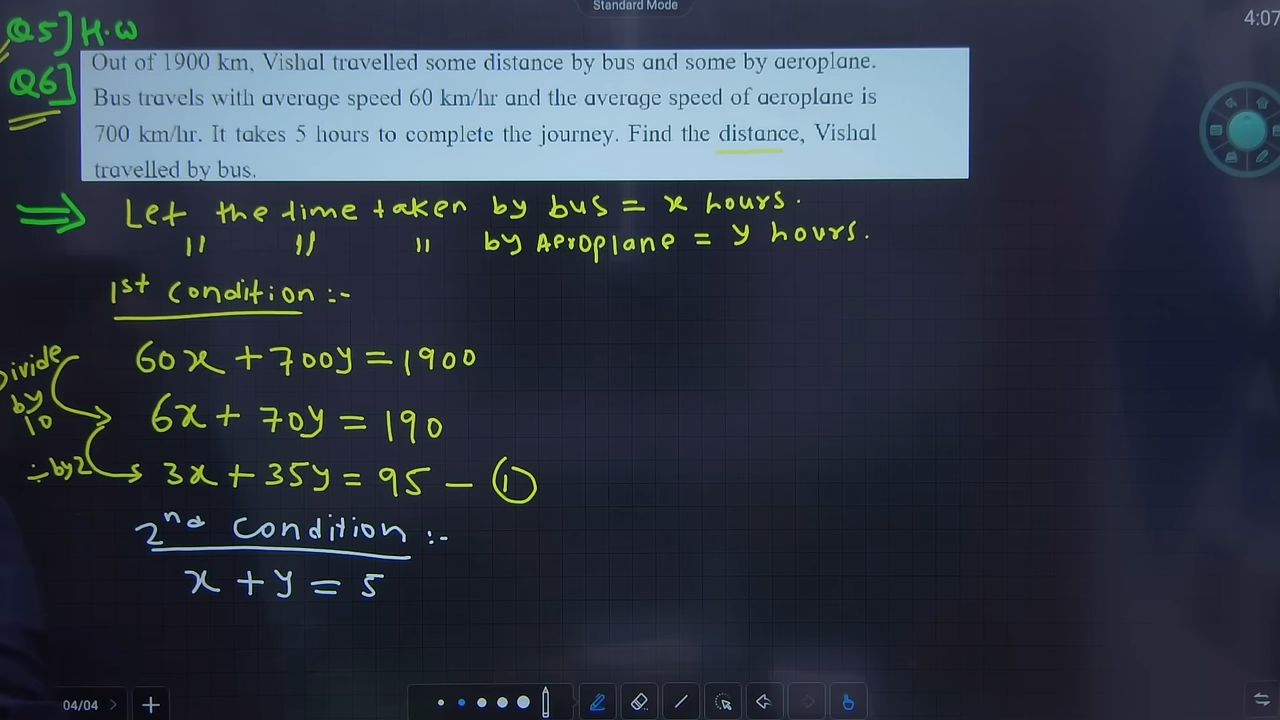 Standard Mode
4:07
Q5] H.W
Q6]
Out of 1900 km, Vishal travelled some distance by bus and some by aeroplane.
Bus travels with average speed 60 km/hr and the average speed of aeroplane is
700 km/hr. It takes 5 hours to complete the journey. Find the distance, Vishal
travelled by bus.
⇒ Let the time taken by bus = x hours.
" " " by Aeroplane = y hours.
1st Condition :-
60x + 700y = 1900
Divide by 10
6x + 70y = 190
÷ by 2
3x + 35y = 95 — ①
2nd Condition :-
x + y = 5
04/04